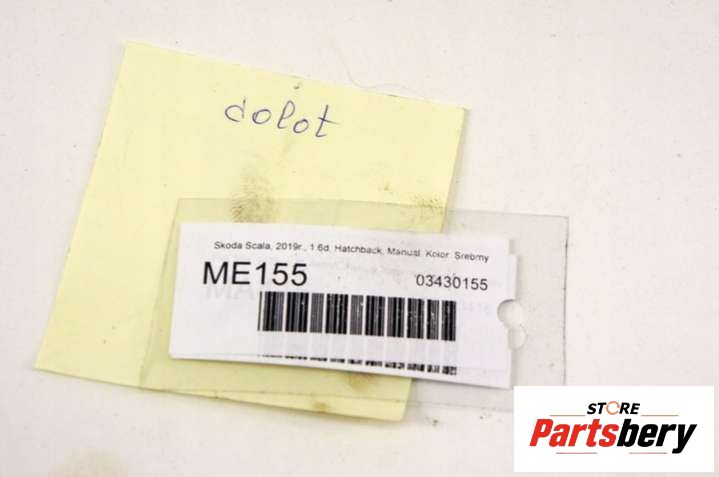 dolot
Skoda Scala, 2019r., 1.6d, Hatchback, Manual, Kolor: Srebrny
ME155
03430155
STORE
Partsbery